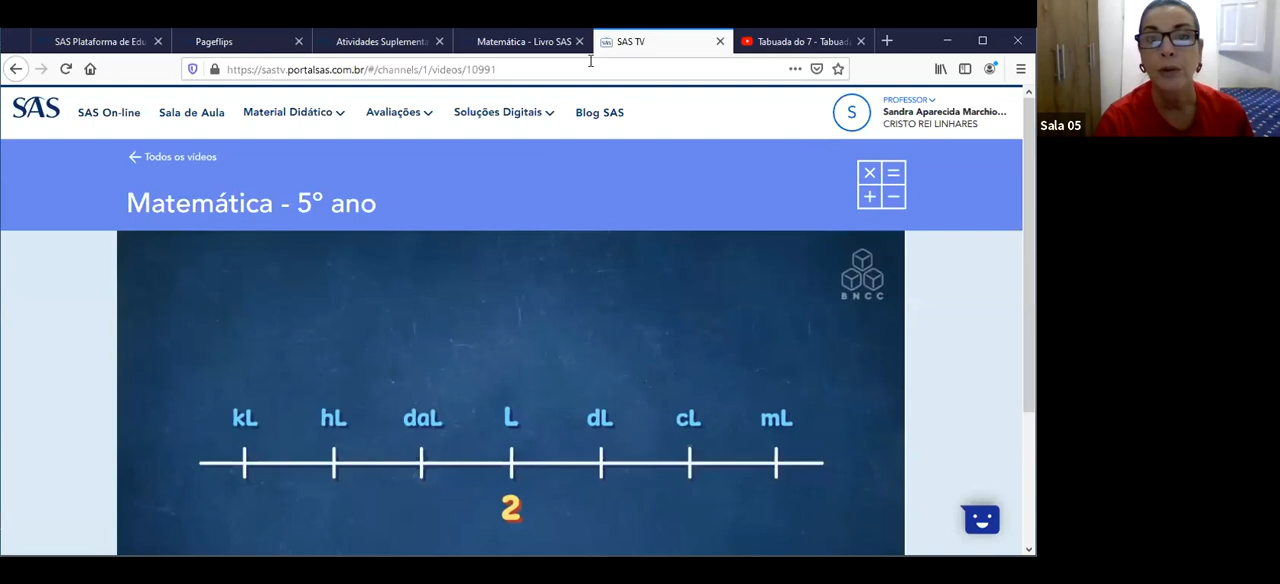 SAS Plataforma de Edu
Pageflips
Atividades Suplementa
Matemática - Livro SAS
SAS TV
Tabuada do 7 - Tabuad
https://sastv.portalsas.com.br/#/channels/1/videos/10991
SAS
SAS On-line
Sala de Aula
Material Didático
Avaliações
Soluções Digitais
Blog SAS
S
PROFESSOR
Sandra Aparecida Marchio...
CRISTO REI LINHARES
Sala 05
Todos os vídeos
Matemática - 5º ano
× =
+ −
BNCC
kL hL daL L dL cL mL
2